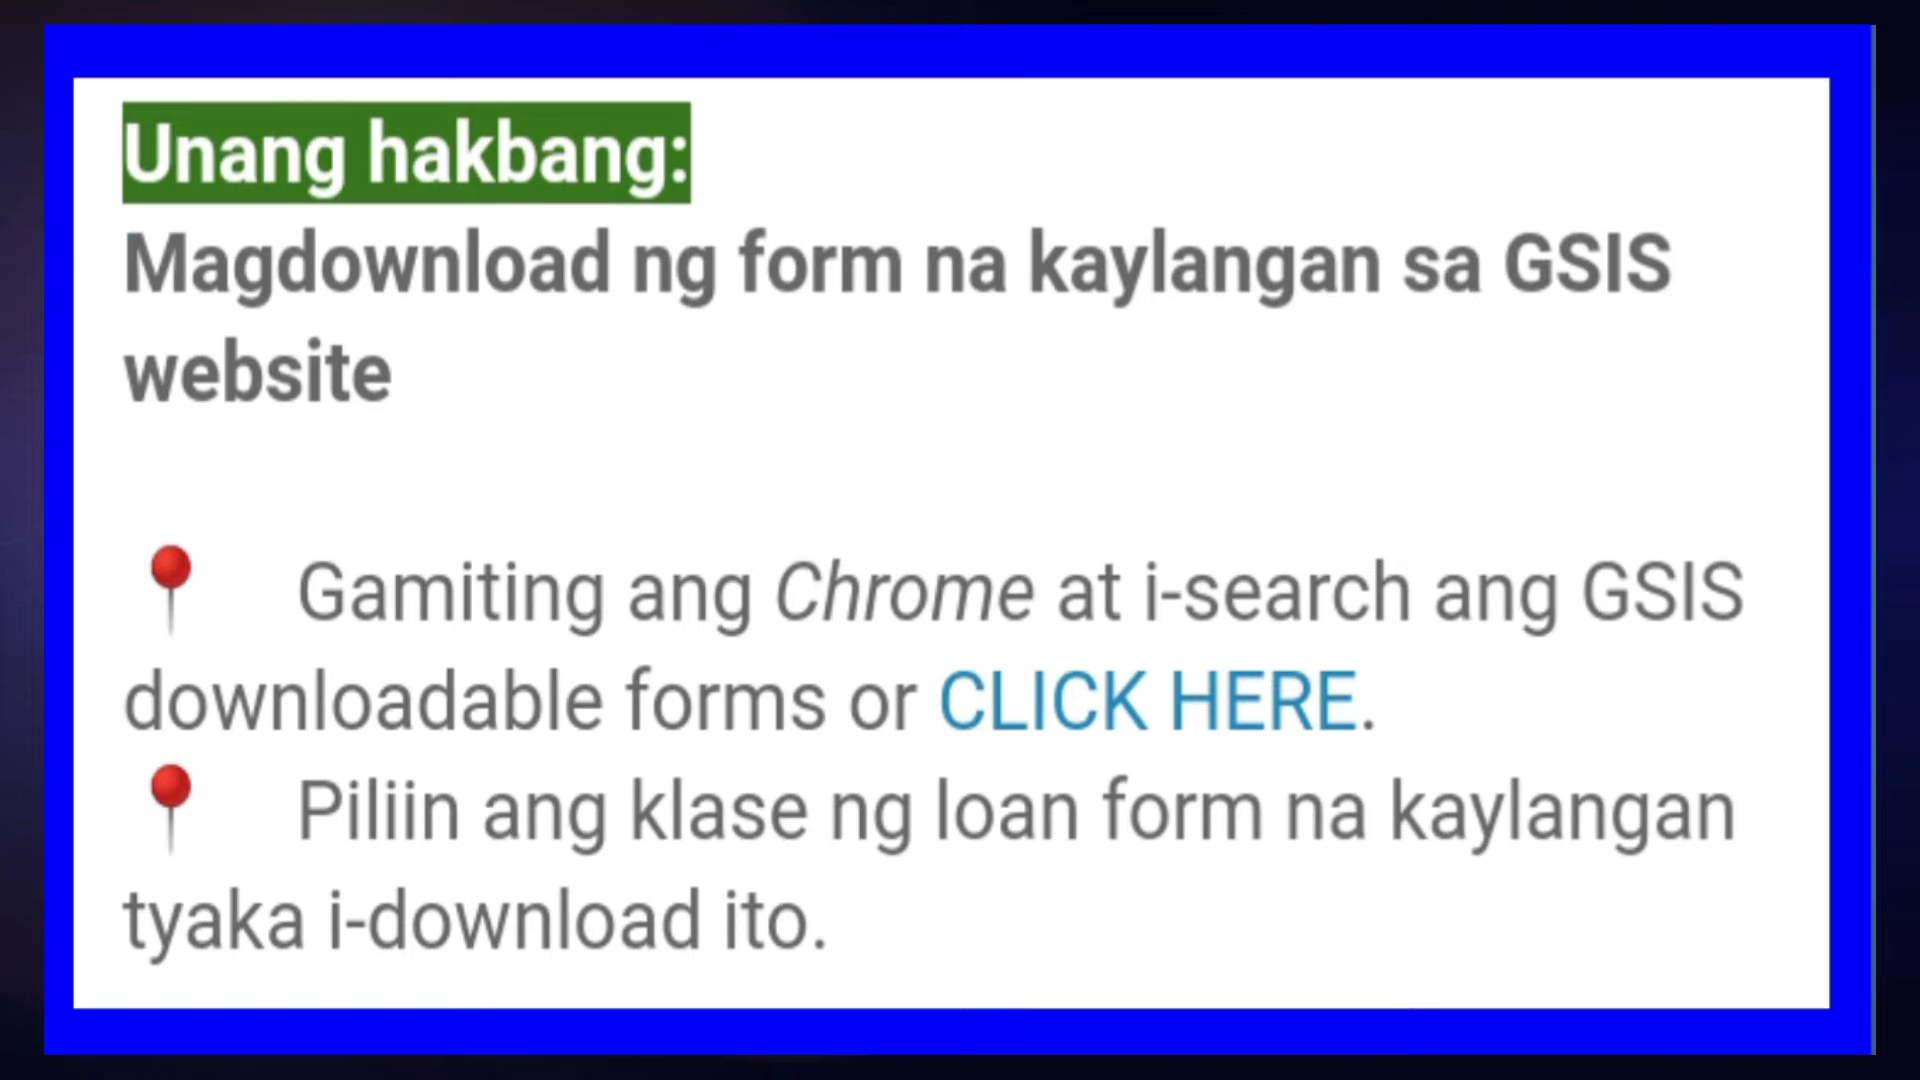 Unang hakbang:
Magdownload ng form na kaylangan sa GSIS
website
📍 Gamiting ang Chrome at i-search ang GSIS
downloadable forms or CLICK HERE.
📍 Piliin ang klase ng loan form na kaylangan
tyaka i-download ito.